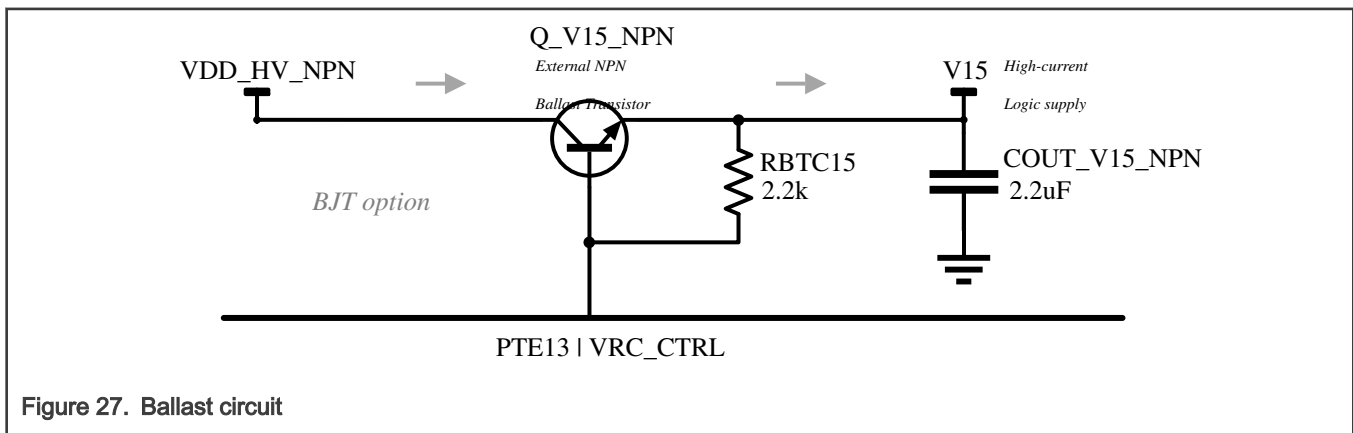 Q_V15_NPN
VDD_HV_NPN
External NPN
Ballast Transistor
V15
High-current
Logic supply
RBTC15
2.2k
COUT_V15_NPN
2.2uF
BJT option
PTE13 | VRC_CTRL
Figure 27. Ballast circuit